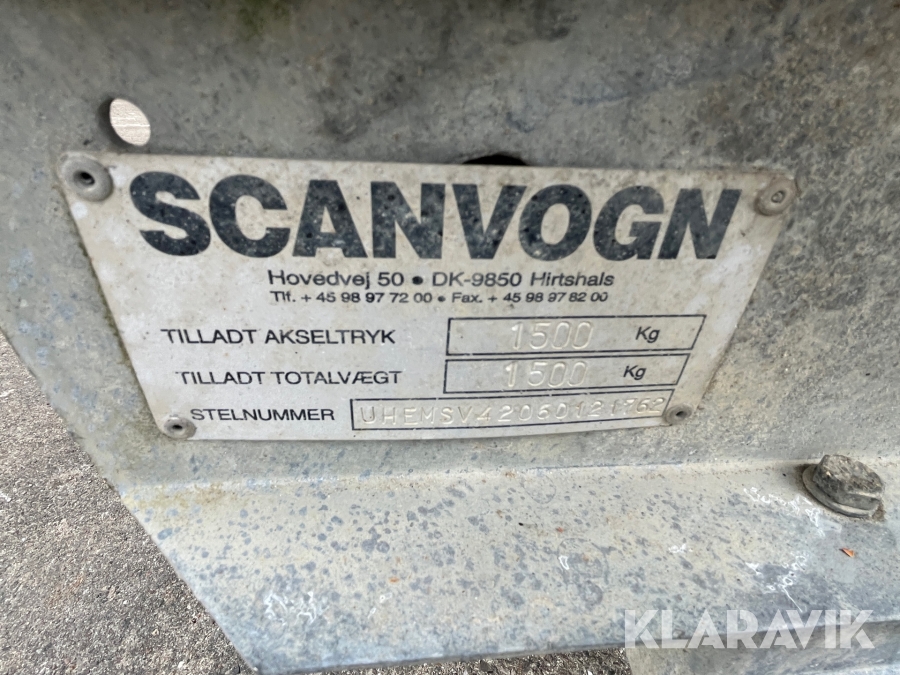 SCANVOGN
Hovedvej 50 • DK-9850 Hirtshals
Tlf. + 45 98 97 72 00 • Fax. + 45 98 97 82 00
TILLADT AKSELTRYK 1500 Kg
TILLADT TOTALVÆGT 1500 Kg
STELNUMMER UHEMSV42060121762
KLARAVIK